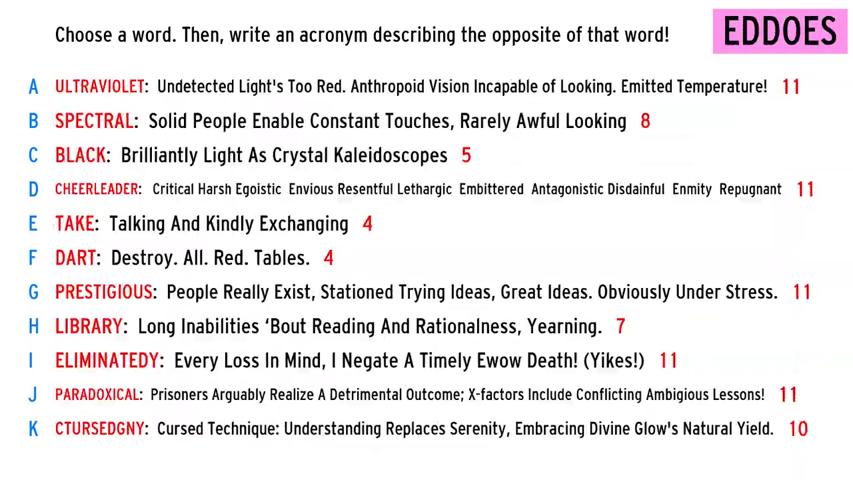 Choose a word. Then, write an acronym describing the opposite of that word!
EDDOES
A ULTRAVIOLET: Undetected Light's Too Red. Anthropoid Vision Incapable of Looking. Emitted Temperature! 11
B SPECTRAL: Solid People Enable Constant Touches, Rarely Awful Looking 8
C BLACK: Brilliantly Light As Crystal Kaleidoscopes 5
D CHEERLEADER: Critical Harsh Egoistic Envious Resentful Lethargic Embittered Antagonistic Disdainful Enmity Repugnant 11
E TAKE: Talking And Kindly Exchanging 4
F DART: Destroy. All. Red. Tables. 4
G PRESTIGIOUS: People Really Exist, Stationed Trying Ideas, Great Ideas. Obviously Under Stress. 11
H LIBRARY: Long Inabilities ‘Bout Reading And Rationalness, Yearning. 7
I ELIMINATEDY: Every Loss In Mind, I Negate A Timely Ewow Death! (Yikes!) 11
J PARADOXICAL: Prisoners Arguably Realize A Detrimental Outcome; X-factors Include Conflicting Ambigious Lessons! 11
K CTURSEDGNY: Cursed Technique: Understanding Replaces Serenity, Embracing Divine Glow's Natural Yield. 10